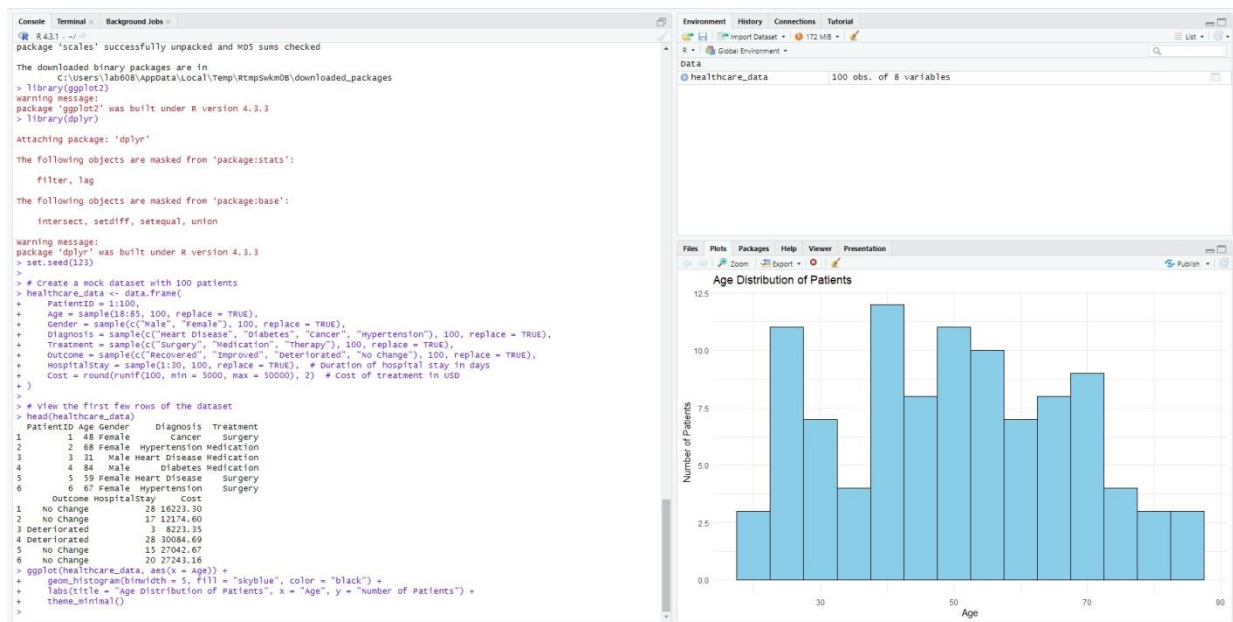 Console Terminal × Background Jobs ×
R 4.3.1 · ~/
package 'scales' successfully unpacked and MD5 sums checked
The downloaded binary packages are in
C:\Users\lab608\AppData\Local\Temp\RtmpSwkmOB\downloaded_packages
> library(ggplot2)
Warning message:
package 'ggplot2' was built under R version 4.3.3
> library(dplyr)
Attaching package: 'dplyr'
The following objects are masked from 'package:stats':
filter, lag
The following objects are masked from 'package:base':
intersect, setdiff, setequal, union
Warning message:
package 'dplyr' was built under R version 4.3.3
> set.seed(123)
>
> # Create a mock dataset with 100 patients
> healthcare_data <- data.frame(
+ PatientID = 1:100,
+ Age = sample(18:85, 100, replace = TRUE),
+ Gender = sample(c("Male", "Female"), 100, replace = TRUE),
+ Diagnosis = sample(c("Heart Disease", "Diabetes", "Cancer", "Hypertension"), 100, replace = TRUE),
+ Treatment = sample(c("Surgery", "Medication", "Therapy"), 100, replace = TRUE),
+ Outcome = sample(c("Recovered", "Improved", "Deteriorated", "No Change"), 100, replace = TRUE),
+ HospitalStay = sample(1:30, 100, replace = TRUE), # Duration of hospital stay in days
+ Cost = round(runif(100, min = 5000, max = 50000), 2) # Cost of treatment in USD
+ )
>
> # View the first few rows of the dataset
> head(healthcare_data)
PatientID Age Gender Diagnosis Treatment
1 1 48 Female Cancer Surgery
2 2 68 Female Hypertension Medication
3 3 31 Male Heart Disease Medication
4 4 84 Male Diabetes Medication
5 5 59 Female Heart Disease Surgery
6 6 67 Female Hypertension Surgery
Outcome HospitalStay Cost
1 No Change 28 16223.30
2 No Change 17 12174.60
3 Deteriorated 3 8223.35
4 Deteriorated 28 30084.69
5 No Change 15 27042.67
6 No Change 20 27243.16
> ggplot(healthcare_data, aes(x = Age)) +
+ geom_histogram(binwidth = 5, fill = "skyblue", color = "black") +
+ labs(title = "Age Distribution of Patients", x = "Age", y = "Number of Patients") +
+ theme_minimal()
>
Environment History Connections Tutorial
Import Dataset 172 MiB List
R Global Environment
Data
healthcare_data 100 obs. of 8 variables
Files Plots Packages Help Viewer Presentation
Zoom Export Publish
Age Distribution of Patients
12.5
10.0
7.5
5.0
2.5
0.0
Number of Patients
30 50 70 90
Age